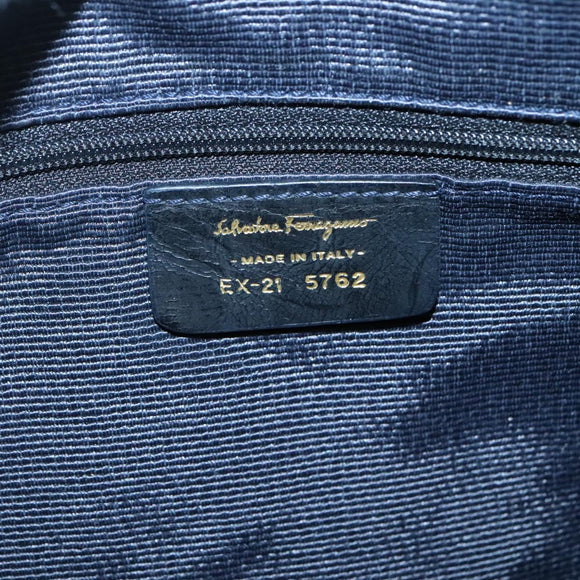 Salvatore Ferragamo
- MADE IN ITALY -
EX-21 5762